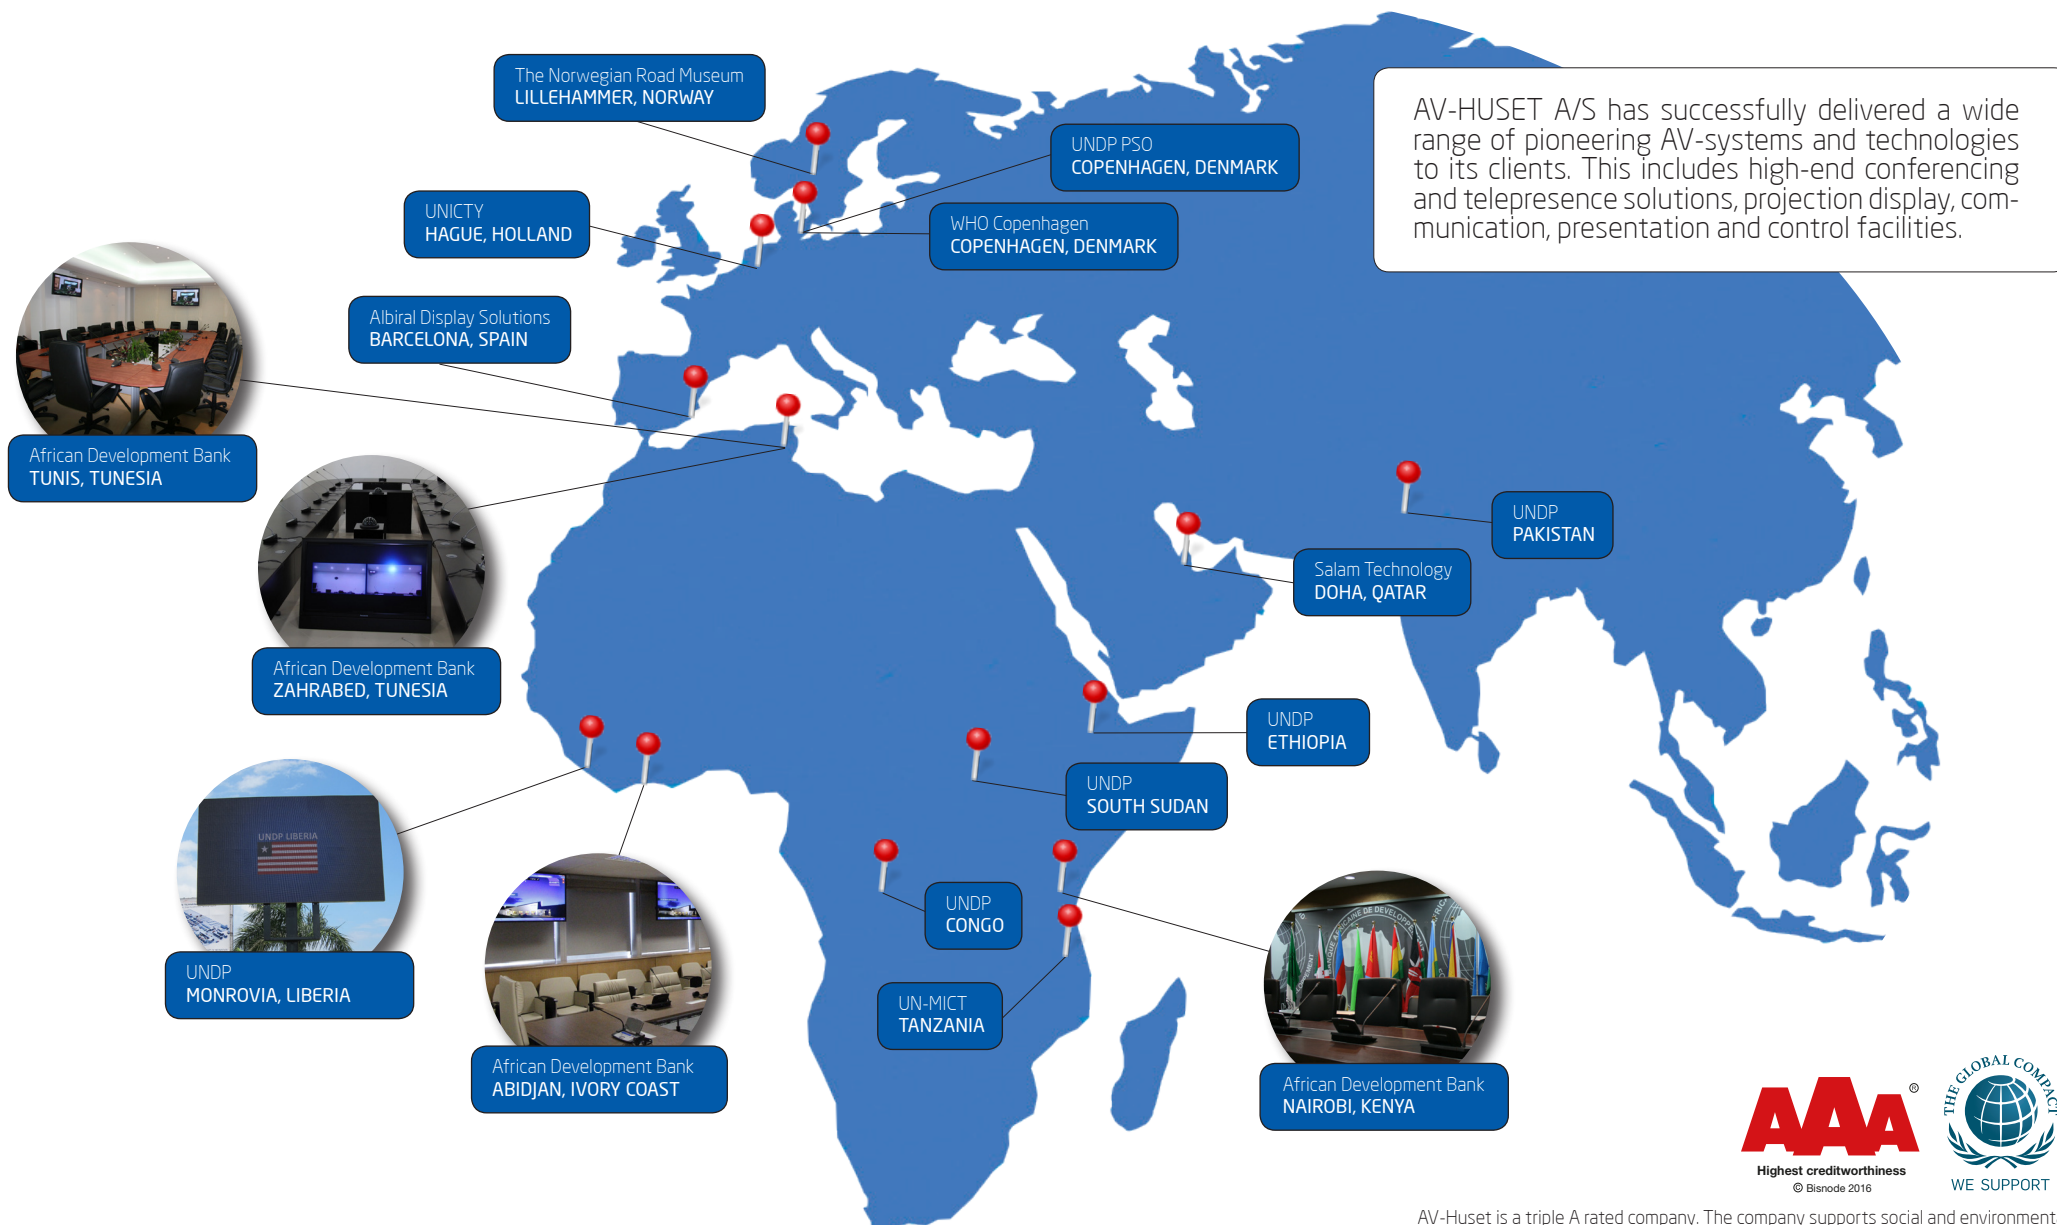 The Norwegian Road Museum
LILLEHAMMER, NORWAY
UNDP PSO
COPENHAGEN, DENMARK
AV-HUSET A/S has successfully delivered a wide
range of pioneering AV-systems and technologies
to its clients. This includes high-end conferencing
and telepresence solutions, projection display, com-
munication, presentation and control facilities.
UNICTY
HAGUE, HOLLAND
WHO Copenhagen
COPENHAGEN, DENMARK
Albiral Display Solutions
BARCELONA, SPAIN
African Development Bank
TUNIS, TUNESIA
UNDP
PAKISTAN
Salam Technology
DOHA, QATAR
African Development Bank
ZAHRABED, TUNESIA
UNDP
ETHIOPIA
UNDP
SOUTH SUDAN
UNDP LIBERIA
UNDP
MONROVIA, LIBERIA
UNDP
CONGO
UN-MICT
TANZANIA
African Development Bank
ABIDJAN, IVORY COAST
BANQUE AFRICAINE DE DEVELOPPEMENT
African Development Bank
NAIROBI, KENYA
AAA®
Highest creditworthiness
© Bisnode 2016
THE GLOBAL COMPACT
WE SUPPORT
AV-Huset is a triple A rated company. The company supports social and environment